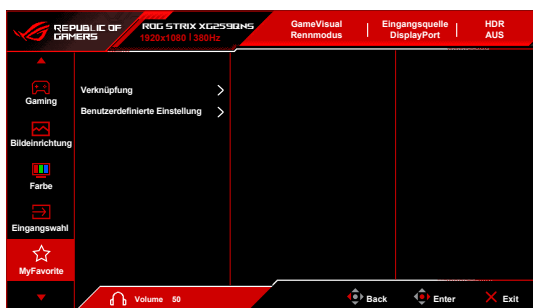 REPUBLIC OF
GAMERS
ROG STRIX XG259QNS
1920x1080 | 380Hz
GameVisual
Rennmodus
Eingangsquelle
DisplayPort
HDR
AUS
Gaming
Bildeinrichtung
Farbe
Eingangswahl
MyFavorite
Verknüpfung
Benutzerdefinierte Einstellung
Volume 50
Back
Enter
Exit